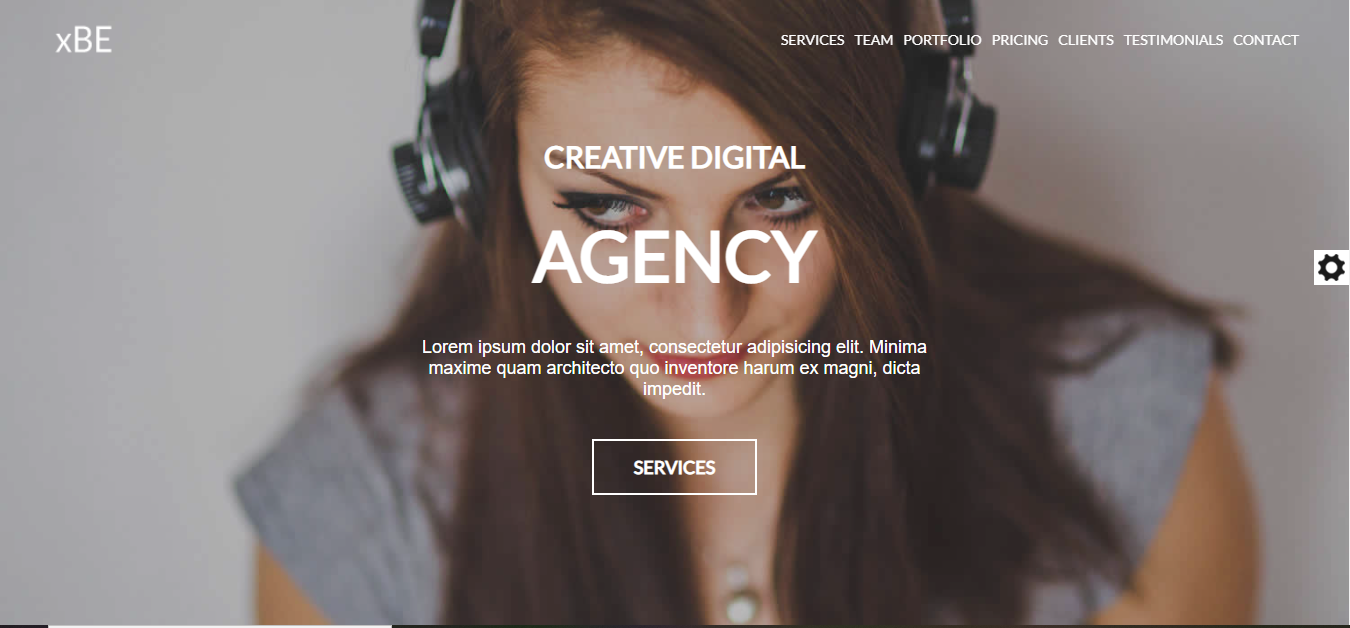 xBE
SERVICES TEAM PORTFOLIO PRICING CLIENTS TESTIMONIALS CONTACT
CREATIVE DIGITAL
AGENCY
Lorem ipsum dolor sit amet, consectetur adipisicing elit. Minima
maxime quam architecto quo inventore harum ex magni, dicta
impedit.
SERVICES